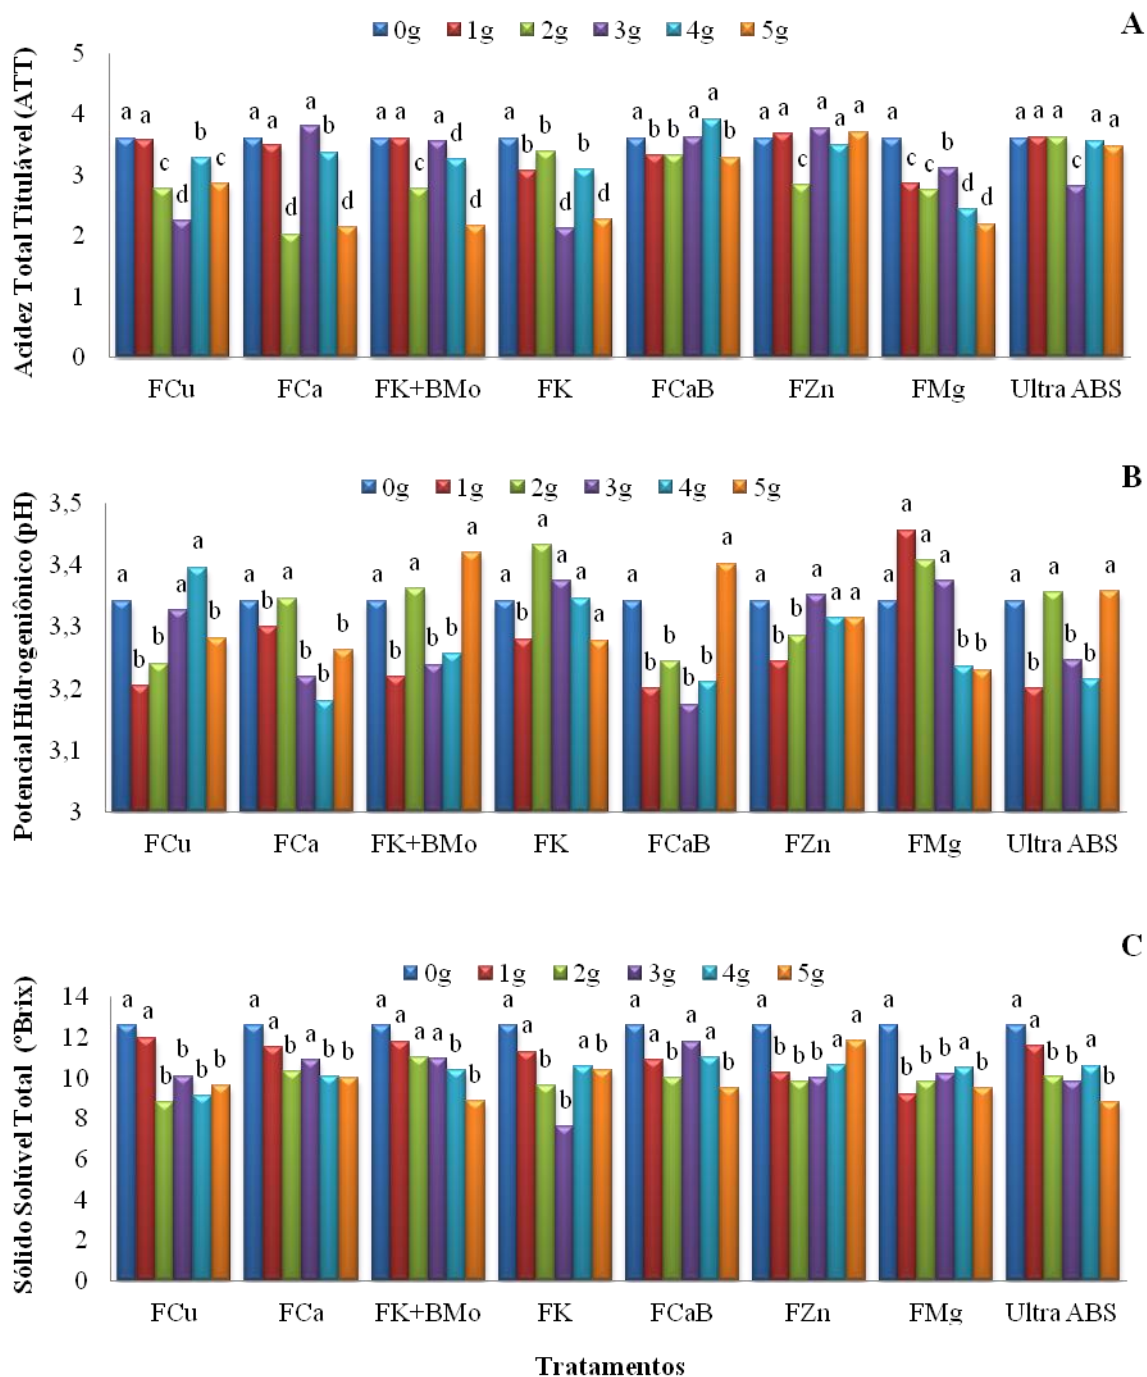 A
0g 1g 2g 3g 4g 5g
Acidez Total Titulável (ATT)
5
4
3
2
1
0
a a c d b c
a a d a b d
a a c a d d
a b b d b d
a b b a a b
a a c a a a
a c c b d d
a a a c a a
FCu FCa FK+BMo FK FCaB FZn FMg Ultra ABS
B
0g 1g 2g 3g 4g 5g
Potencial Hidrogeniônico (pH)
3,5
3,4
3,3
3,2
3,1
3
a b b a a b
a b a b b b
a b a b b a
a b a a a a
a b b b b a
a b b a a a
a a a a b b
a b a b b a
FCu FCa FK+BMo FK FCaB FZn FMg Ultra ABS
C
0g 1g 2g 3g 4g 5g
Sólido Solúvel Total (ºBrix)
14
12
10
8
6
4
2
0
a a b b b b
a a b a b b
a a a a b b
a a b b a b
a a b a a b
a b b b a a
a b b b a b
a a b b a b
FCu FCa FK+BMo FK FCaB FZn FMg Ultra ABS
Tratamentos